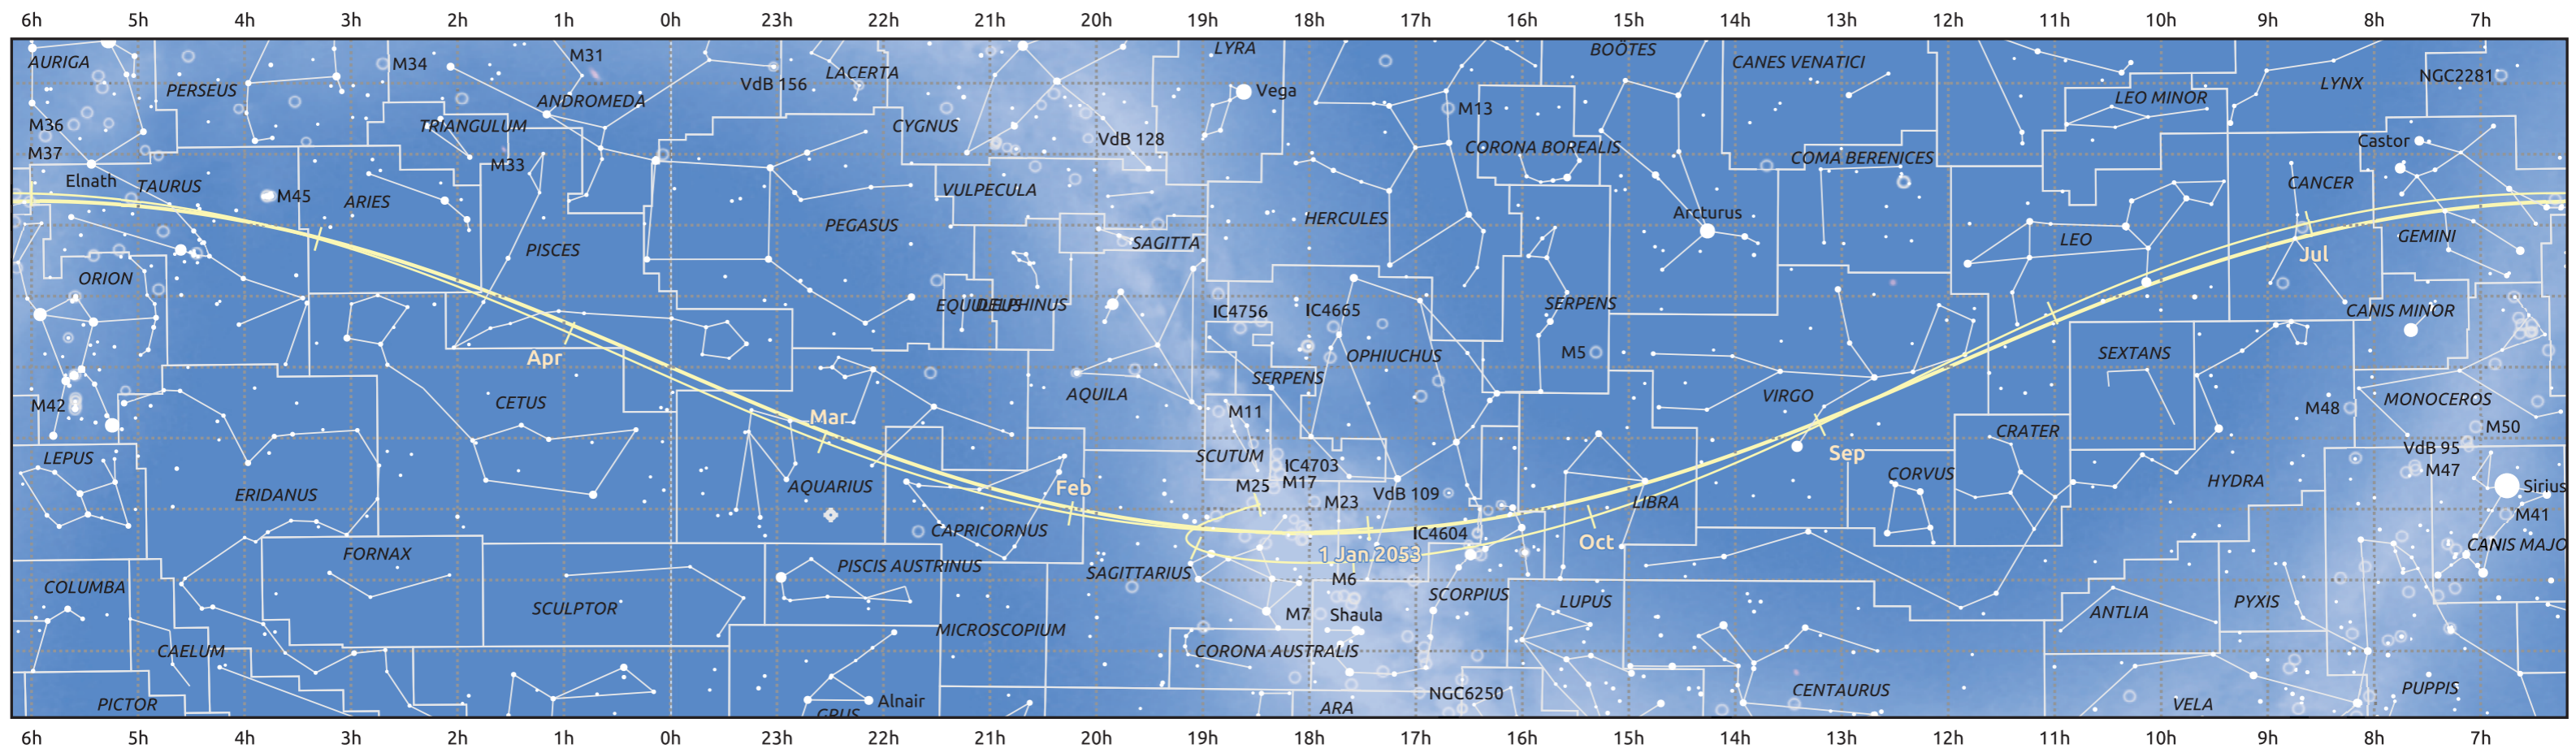 6h 5h 4h 3h 2h 1h 0h 23h 22h 21h 20h 19h 18h 17h 16h 15h 14h 13h 12h 11h 10h 9h 8h 7h
AURIGA
PERSEUS
M34
M31
ANDROMEDA
VdB 156
LACERTA
LYRA
Vega
BOÖTES
CANES VENATICI
LEO MINOR
LYNX
NGC2281
M36
M37
TRIANGULUM
M33
CYGNUS
VdB 128
M13
CORONA BOREALIS
COMA BERENICES
Castor
Elnath
TAURUS
M45
ARIES
PISCES
PEGASUS
VULPECULA
SAGITTA
HERCULES
Arcturus
LEO
CANCER
GEMINI
Jul
ORION
EQUULEUS
DELPHINUS
IC4756
IC4665
SERPENS
CANIS MINOR
Apr
OPHIUCHUS
M5
SEXTANS
M42
CETUS
Mar
AQUILA
SERPENS
M11
VIRGO
M48
MONOCEROS
M50
LEPUS
ERIDANUS
AQUARIUS
Feb
SCUTUM
IC4703
M17
M25
M23
VdB 109
LIBRA
Sep
CORVUS
CRATER
HYDRA
VdB 95
M47
Sirius
M41
FORNAX
CAPRICORNUS
1 Jan 2053
IC4604
Oct
CANIS MAJO
COLUMBA
SCULPTOR
PISCIS AUSTRINUS
SAGITTARIUS
M6
M7
Shaula
SCORPIUS
LUPUS
ANTLIA
PYXIS
CAELUM
MICROSCOPIUM
CORONA AUSTRALIS
PICTOR
GRUS
Alnair
ARA
NGC6250
CENTAURUS
VELA
PUPPIS
6h 5h 4h 3h 2h 1h 0h 23h 22h 21h 20h 19h 18h 17h 16h 15h 14h 13h 12h 11h 10h 9h 8h 7h